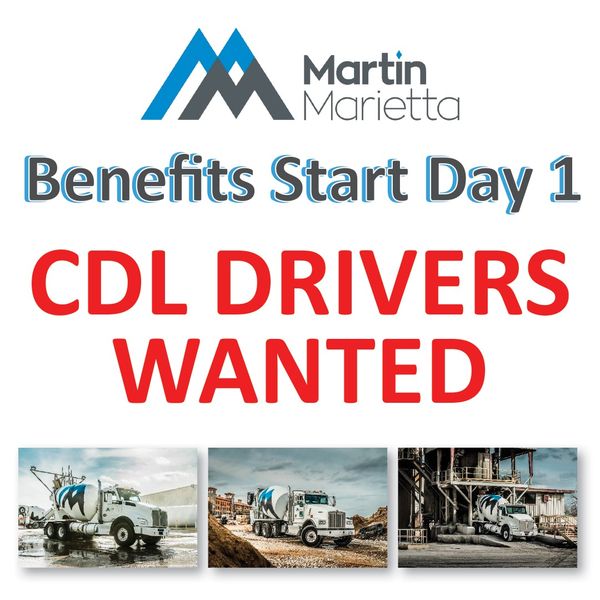 Martin
Marietta
Benefits Start Day 1
CDL DRIVERS
WANTED